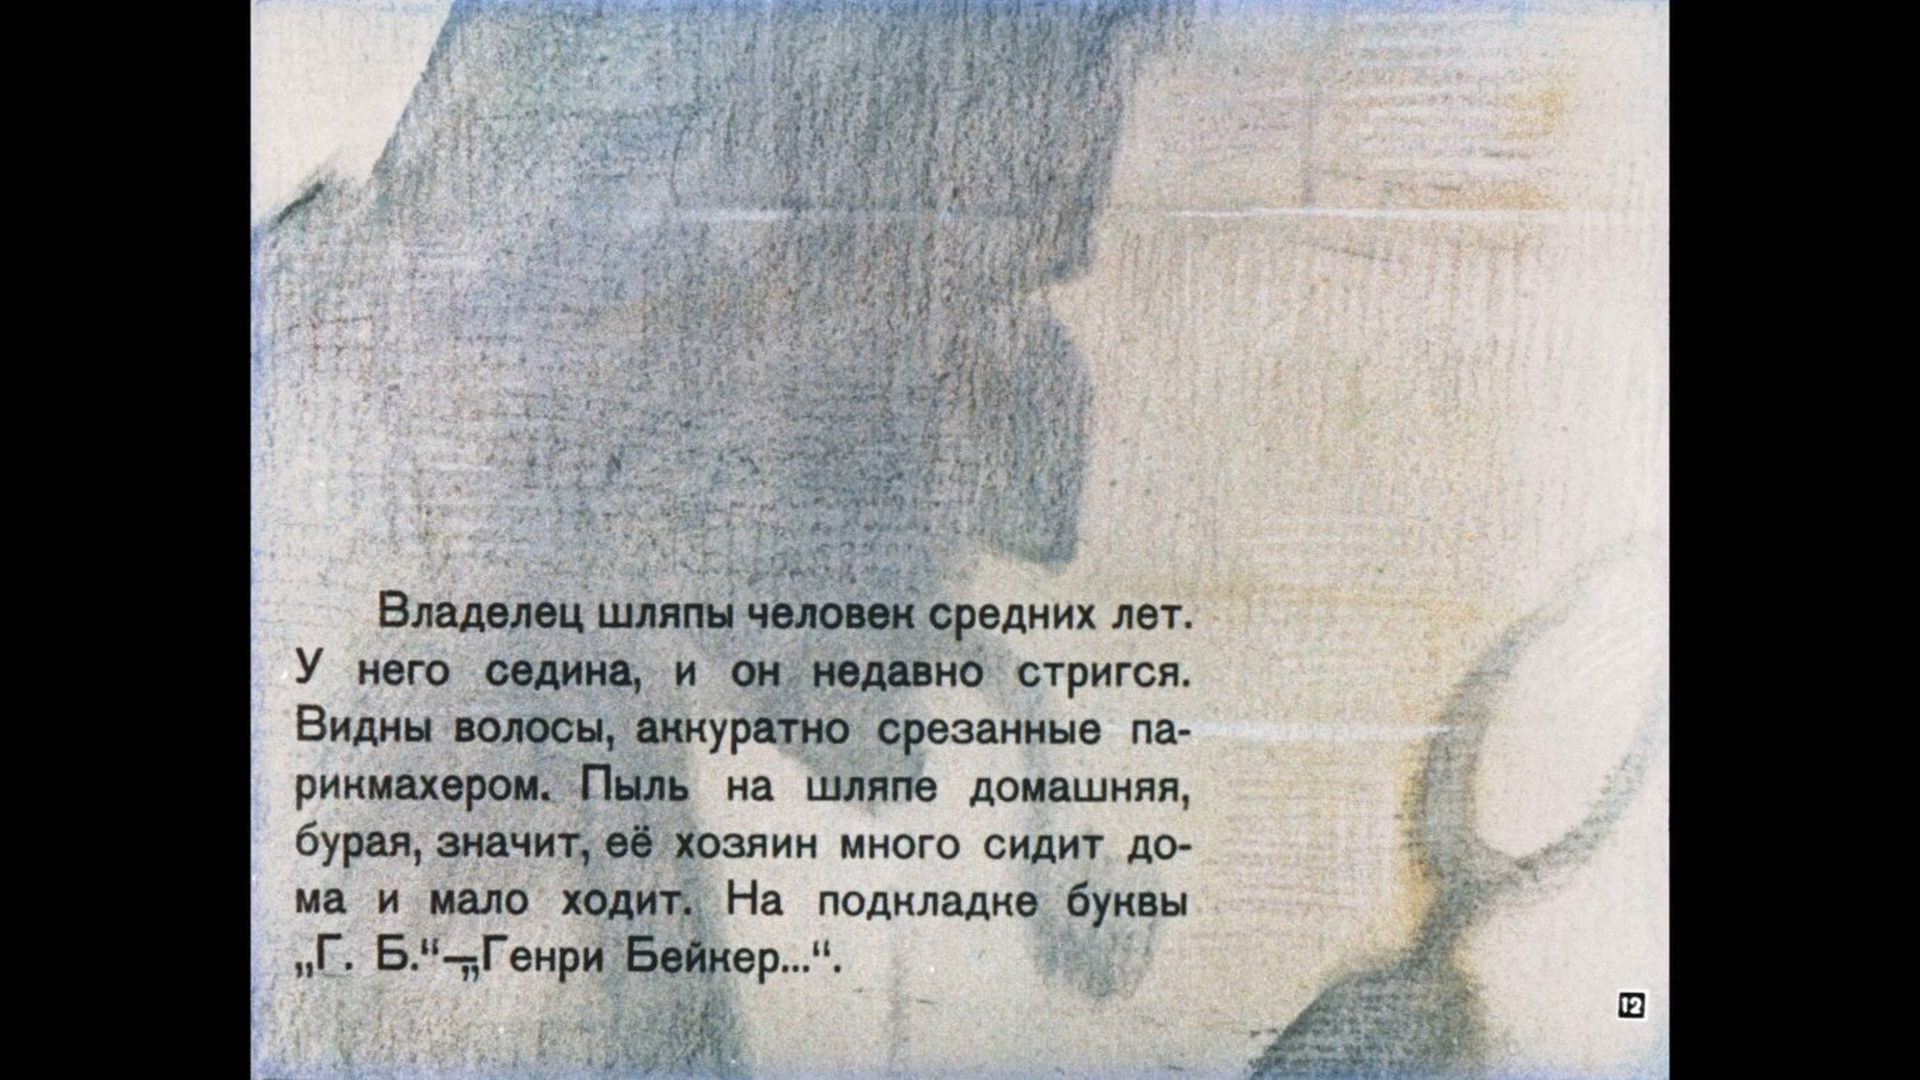 Владелец шляпы человек средних лет.
У него седина, и он недавно стригся.
Видны волосы, аккуратно срезанные па-
рикмахером. Пыль на шляпе домашняя,
бурая, значит, её хозяин много сидит до-
ма и мало ходит. На подкладке буквы
„Г. Б.“—„Генри Бейкер...“.
12